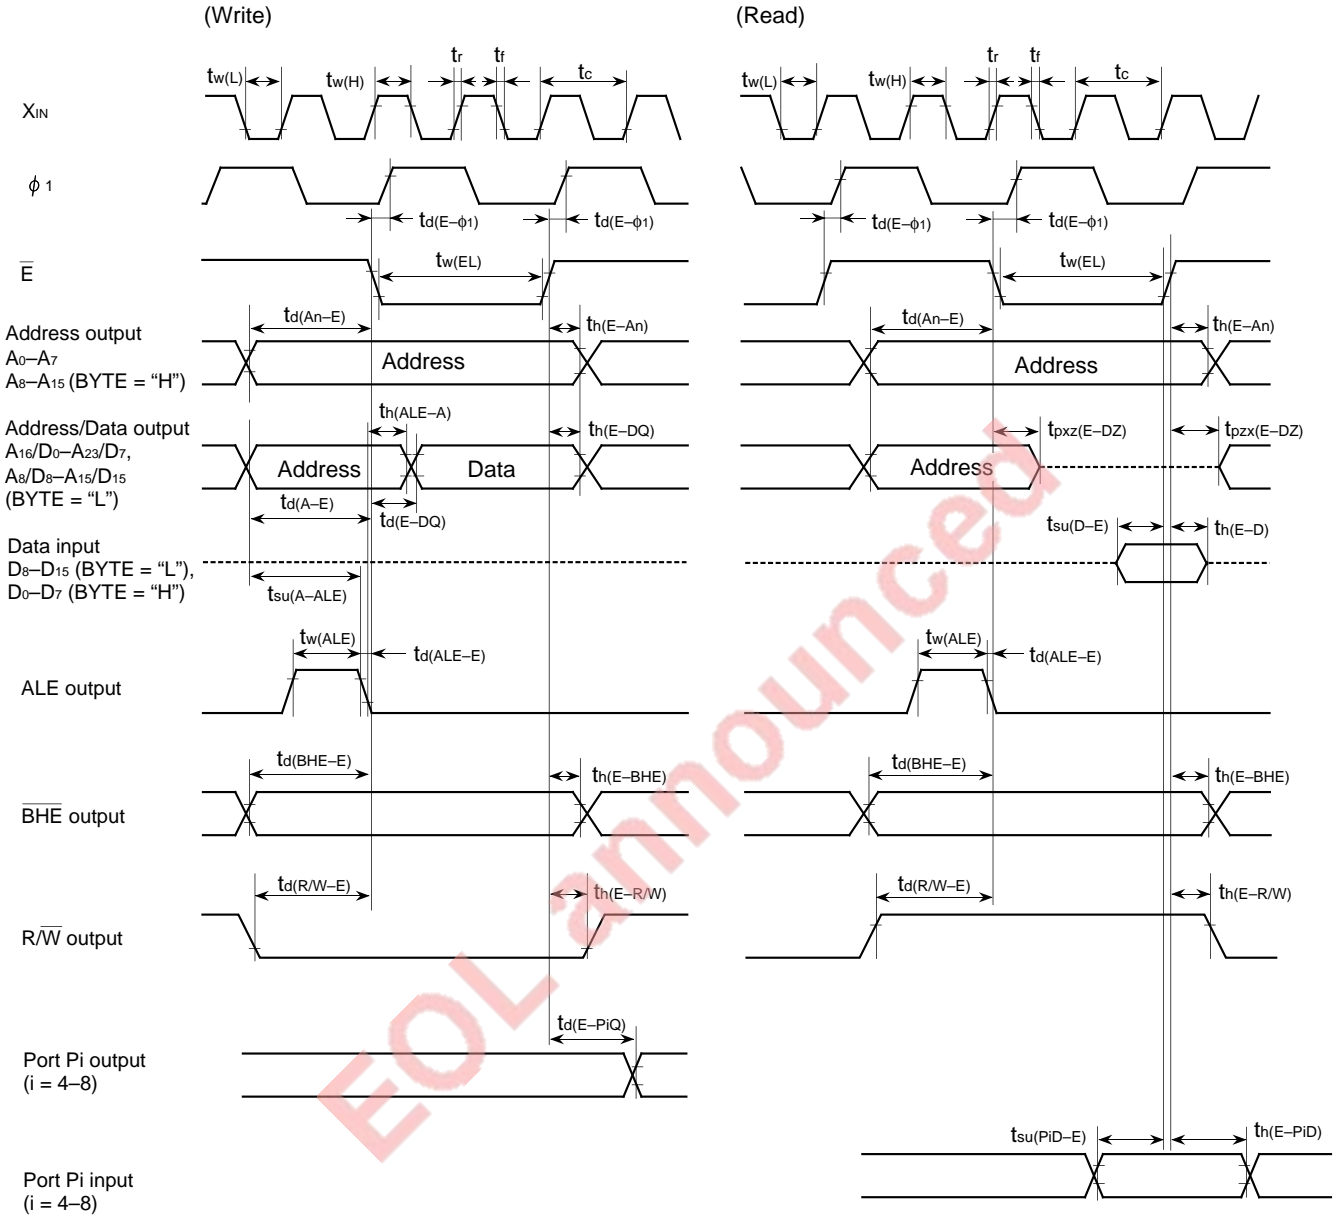 (Write) (Read)
tw(L) tw(H) tr tf tc tw(L) tw(H) tr tf tc
XIN
ϕ 1
td(E–ϕ1) td(E–ϕ1) td(E–ϕ1) td(E–ϕ1)
E̅ tw(EL) tw(EL)
td(An–E) th(E–An) td(An–E) th(E–An)
Address output
A0–A7 Address Address
A8–A15 (BYTE = “H”)
th(ALE–A)
Address/Data output th(E–DQ) tpxz(E–DZ) tpzx(E–DZ)
A16/D0–A23/D7,
A8/D8–A15/D15 Address Data Address
(BYTE = “L”)
td(A–E) td(E–DQ) tsu(D–E) th(E–D)
Data input
D8–D15 (BYTE = “L”),
D0–D7 (BYTE = “H”)
tsu(A–ALE)
tw(ALE) td(ALE–E) tw(ALE) td(ALE–E)
ALE output
td(BHE–E) th(E–BHE) td(BHE–E) th(E–BHE)
B̅H̅E̅ output
td(R/W–E) th(E–R/W) td(R/W–E) th(E–R/W)
R/W̅ output
td(E–PiQ)
Port Pi output
(i = 4–8)
tsu(PiD–E) th(E–PiD)
Port Pi input
(i = 4–8)
EOL announced